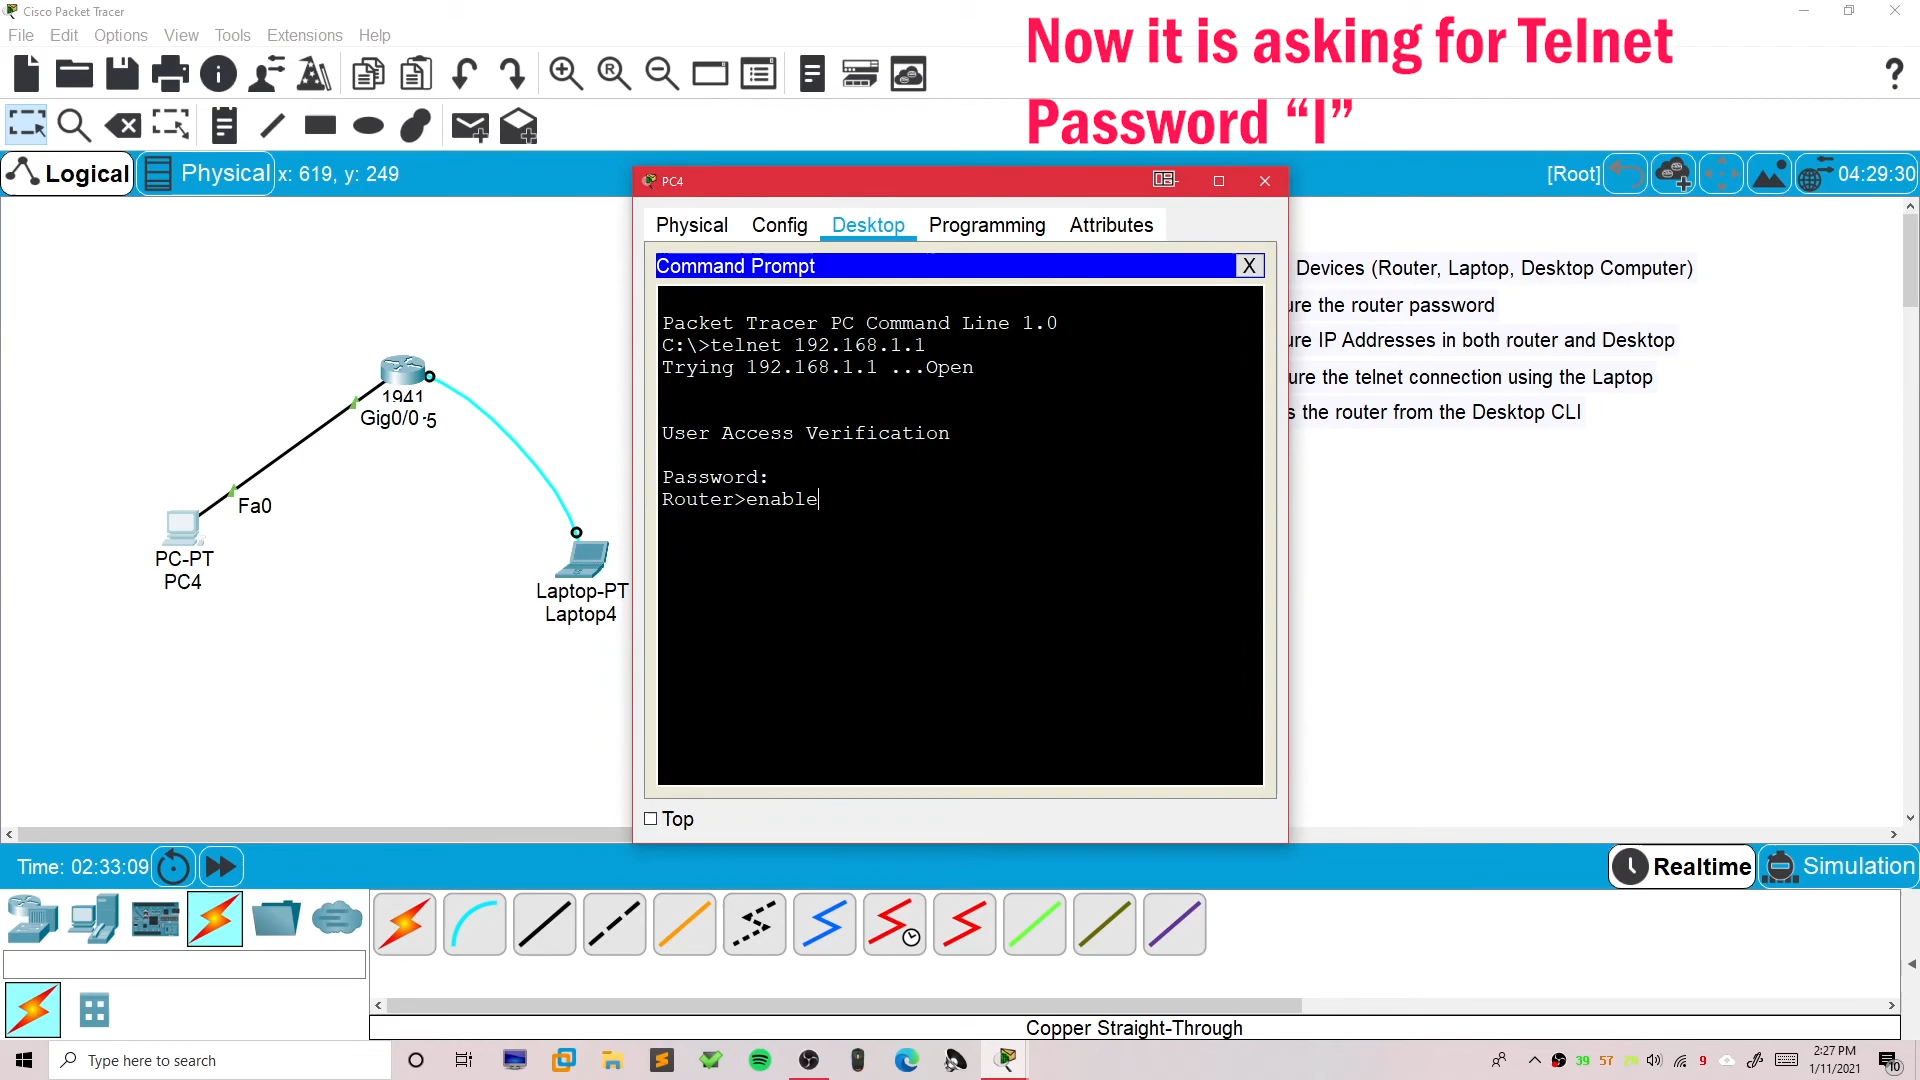 Cisco Packet Tracer
File Edit Options View Tools Extensions Help
Now it is asking for Telnet
Password “I”
?
Logical
Physical
x: 619, y: 249
[Root]
04:29:30
PC4
Physical Config Desktop Programming Attributes
Command Prompt
X
Packet Tracer PC Command Line 1.0
C:\>telnet 192.168.1.1
Trying 192.168.1.1 ...Open
User Access Verification
Password:
Router>enable
Top
Devices (Router, Laptop, Desktop Computer)
ure the router password
ure IP Addresses in both router and Desktop
ure the telnet connection using the Laptop
s the router from the Desktop CLI
1941
Gig0/0
5
Fa0
PC-PT
PC4
Laptop-PT
Laptop4
Time: 02:33:09
Realtime
Simulation
Copper Straight-Through
Type here to search
39 57
9
2:27 PM
1/11/2021
10